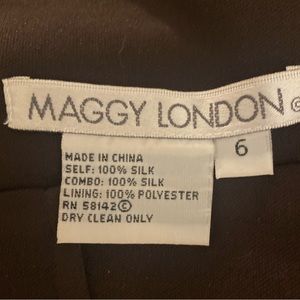 MAGGY LONDON ©
6
MADE IN CHINA
SELF: 100% SILK
COMBO: 100% SILK
LINING: 100% POLYESTER
RN 58142©
DRY CLEAN ONLY